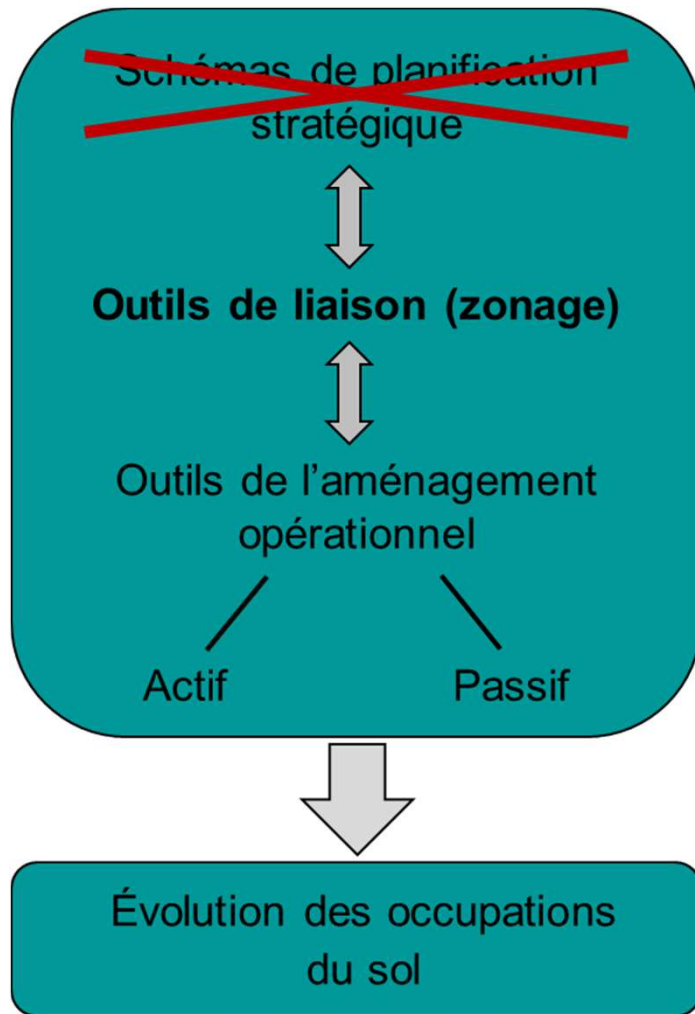 Schémas de planification
stratégique
Outils de liaison (zonage)
Outils de l'aménagement
opérationnel
Actif Passif
Évolution des occupations
du sol